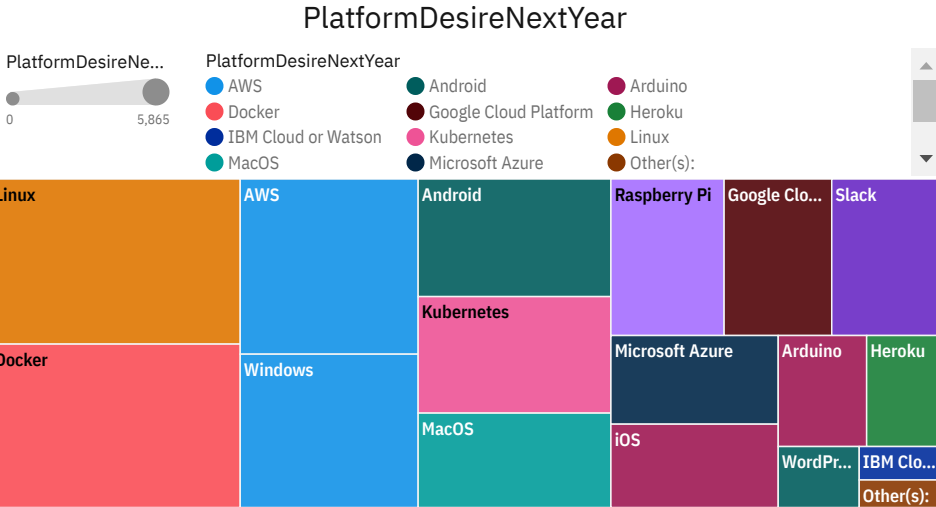 PlatformDesireNextYear
PlatformDesireNe...
0
5,865
PlatformDesireNextYear
AWS
Android
Arduino
Docker
Google Cloud Platform
Heroku
IBM Cloud or Watson
Kubernetes
Linux
MacOS
Microsoft Azure
Other(s):
Linux
AWS
Android
Raspberry Pi
Google Clo...
Slack
Kubernetes
Docker
Microsoft Azure
Arduino
Heroku
Windows
MacOS
iOS
WordPr...
IBM Clo...
Other(s):